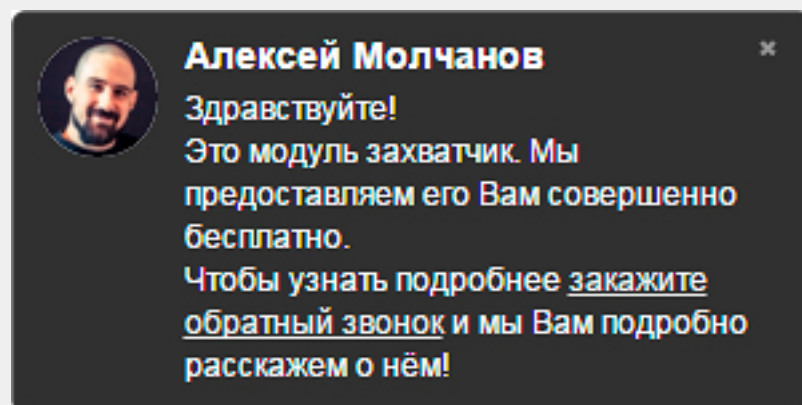 Алексей Молчанов
Здравствуйте!
Это модуль захватчик. Мы
предоставляем его Вам совершенно
бесплатно.
Чтобы узнать подробнее закажите
обратный звонок и мы Вам подробно
расскажем о нём!